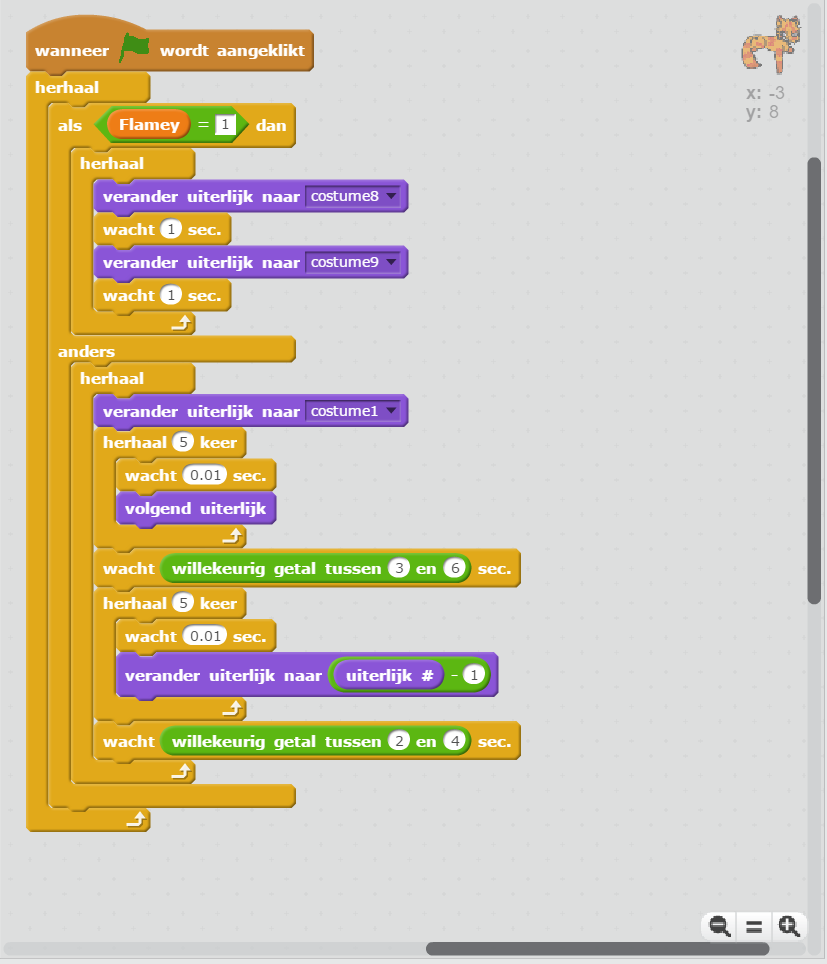 wanneer wordt aangeklikt
herhaal
als Flamey = 1 dan
herhaal
verander uiterlijk naar costume8
wacht 1 sec.
verander uiterlijk naar costume9
wacht 1 sec.
anders
herhaal
verander uiterlijk naar costume1
herhaal 5 keer
wacht 0.01 sec.
volgend uiterlijk
wacht willekeurig getal tussen 3 en 6 sec.
herhaal 5 keer
wacht 0.01 sec.
verander uiterlijk naar uiterlijk # - 1
wacht willekeurig getal tussen 2 en 4 sec.
x: -3
y: 8